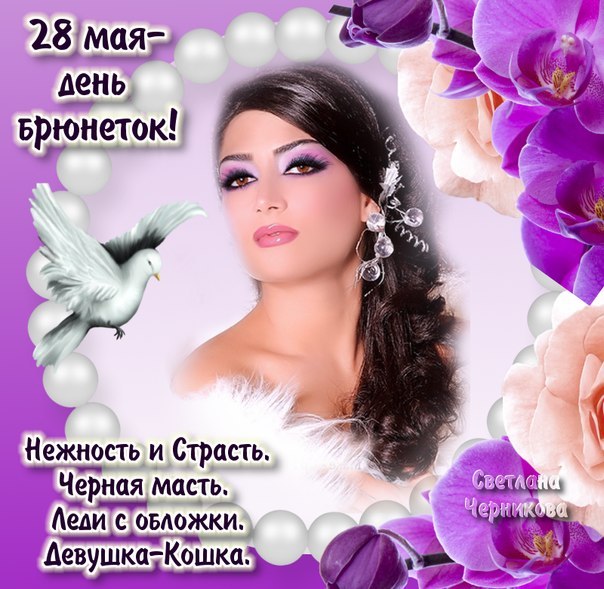 28 мая-
день
брюнеток!
Нежность и Страсть.
Черная масть.
Леди с обложки.
Девушка-Кошка.
Светлана
Черникова